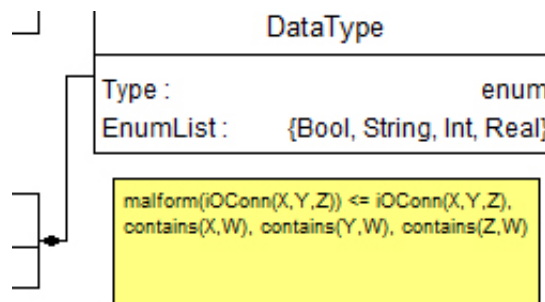 DataType
Type : enum
EnumList : {Bool, String, Int, Real}
malform(iOConn(X,Y,Z)) <= iOConn(X,Y,Z),
contains(X,W), contains(Y,W), contains(Z,W)